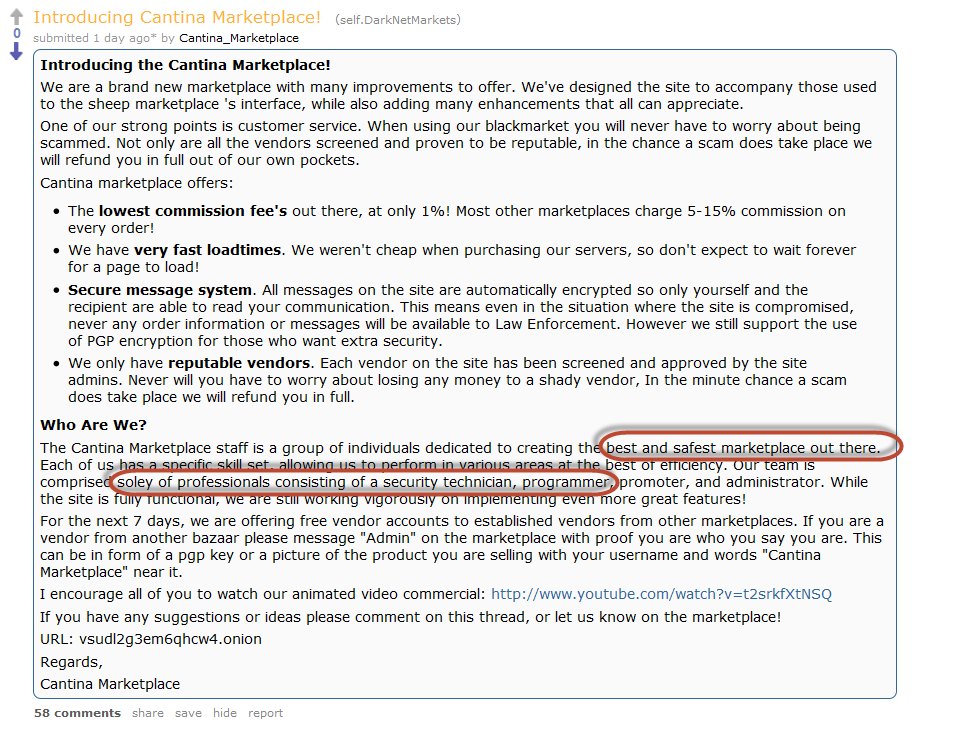 Introducing Cantina Marketplace! (self.DarkNetMarkets)
0
submitted 1 day ago* by Cantina_Marketplace
Introducing the Cantina Marketplace!
We are a brand new marketplace with many improvements to offer. We've designed the site to accompany those used
to the sheep marketplace 's interface, while also adding many enhancements that all can appreciate.
One of our strong points is customer service. When using our blackmarket you will never have to worry about being
scammed. Not only are all the vendors screened and proven to be reputable, in the chance a scam does take place we
will refund you in full out of our own pockets.
Cantina marketplace offers:
• The lowest commission fee's out there, at only 1%! Most other marketplaces charge 5-15% commission on
every order!
• We have very fast loadtimes. We weren't cheap when purchasing our servers, so don't expect to wait forever
for a page to load!
• Secure message system. All messages on the site are automatically encrypted so only yourself and the
recipient are able to read your communication. This means even in the situation where the site is compromised,
never any order information or messages will be available to Law Enforcement. However we still support the use
of PGP encryption for those who want extra security.
• We only have reputable vendors. Each vendor on the site has been screened and approved by the site
admins. Never will you have to worry about losing any money to a shady vendor, In the minute chance a scam
does take place we will refund you in full.
Who Are We?
The Cantina Marketplace staff is a group of individuals dedicated to creating the best and safest marketplace out there.
Each of us has a specific skill set, allowing us to perform in various areas at the best of efficiency. Our team is
comprised soley of professionals consisting of a security technician, programmer, promoter, and administrator. While
the site is fully functional, we are still working vigorously on implementing even more great features!
For the next 7 days, we are offering free vendor accounts to established vendors from other marketplaces. If you are a
vendor from another bazaar please message "Admin" on the marketplace with proof you are who you say you are. This
can be in form of a pgp key or a picture of the product you are selling with your username and words "Cantina
Marketplace" near it.
I encourage all of you to watch our animated video commercial: http://www.youtube.com/watch?v=t2srkfXtNSQ
If you have any suggestions or ideas please comment on this thread, or let us know on the marketplace!
URL: vsudl2g3em6qhcw4.onion
Regards,
Cantina Marketplace
58 comments share save hide report